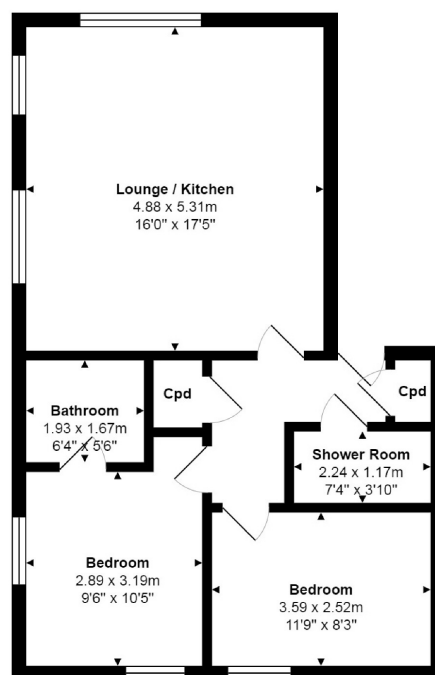 Lounge / Kitchen
4.88 x 5.31m
16'0" x 17'5"
Cpd
Cpd
Bathroom
1.93 x 1.67m
6'4" x 5'6"
Shower Room
2.24 x 1.17m
7'4" x 3'10"
Bedroom
2.89 x 3.19m
9'6" x 10'5"
Bedroom
3.59 x 2.52m
11'9" x 8'3"